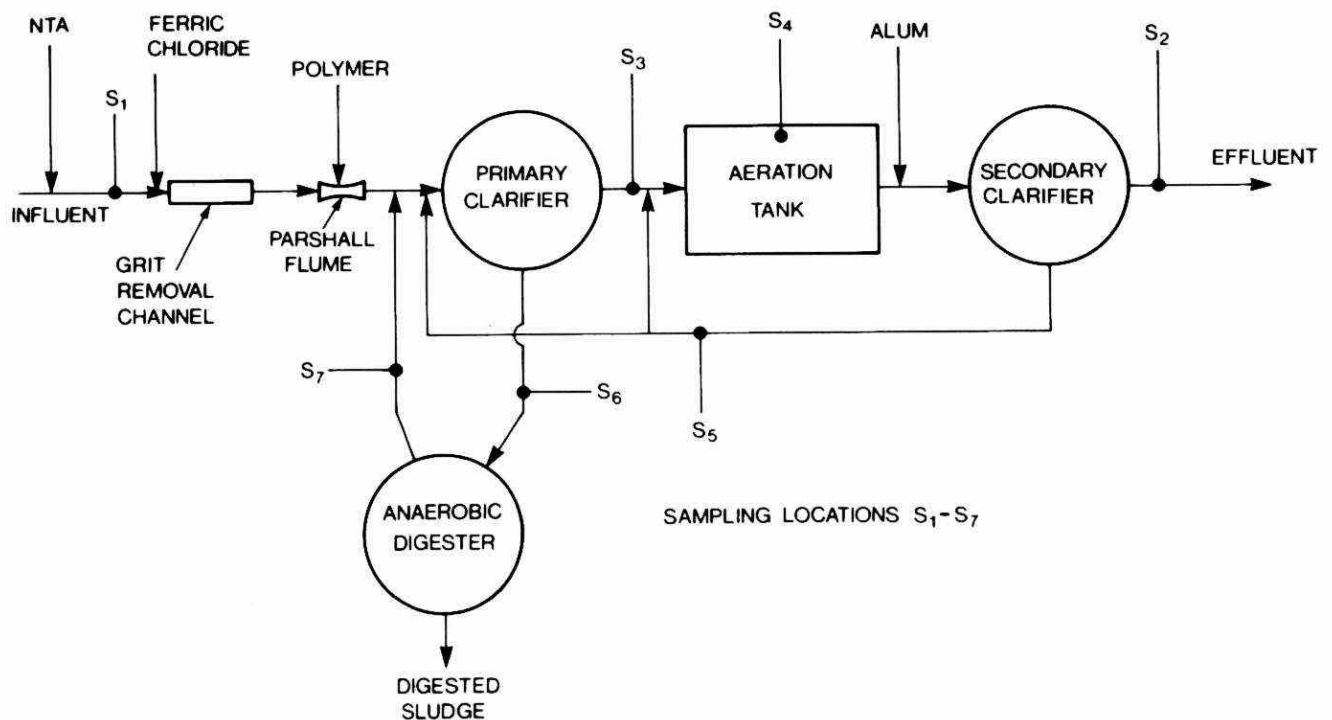 NTA
FERRIC
CHLORIDE
S₁
POLYMER
S₃
S₄
ALUM
S₂
INFLUENT
GRIT
REMOVAL
CHANNEL
PARSHALL
FLUME
PRIMARY
CLARIFIER
AERATION
TANK
SECONDARY
CLARIFIER
EFFLUENT
S₇
S₆
S₅
ANAEROBIC
DIGESTER
SAMPLING LOCATIONS S₁-S₇
DIGESTED
SLUDGE